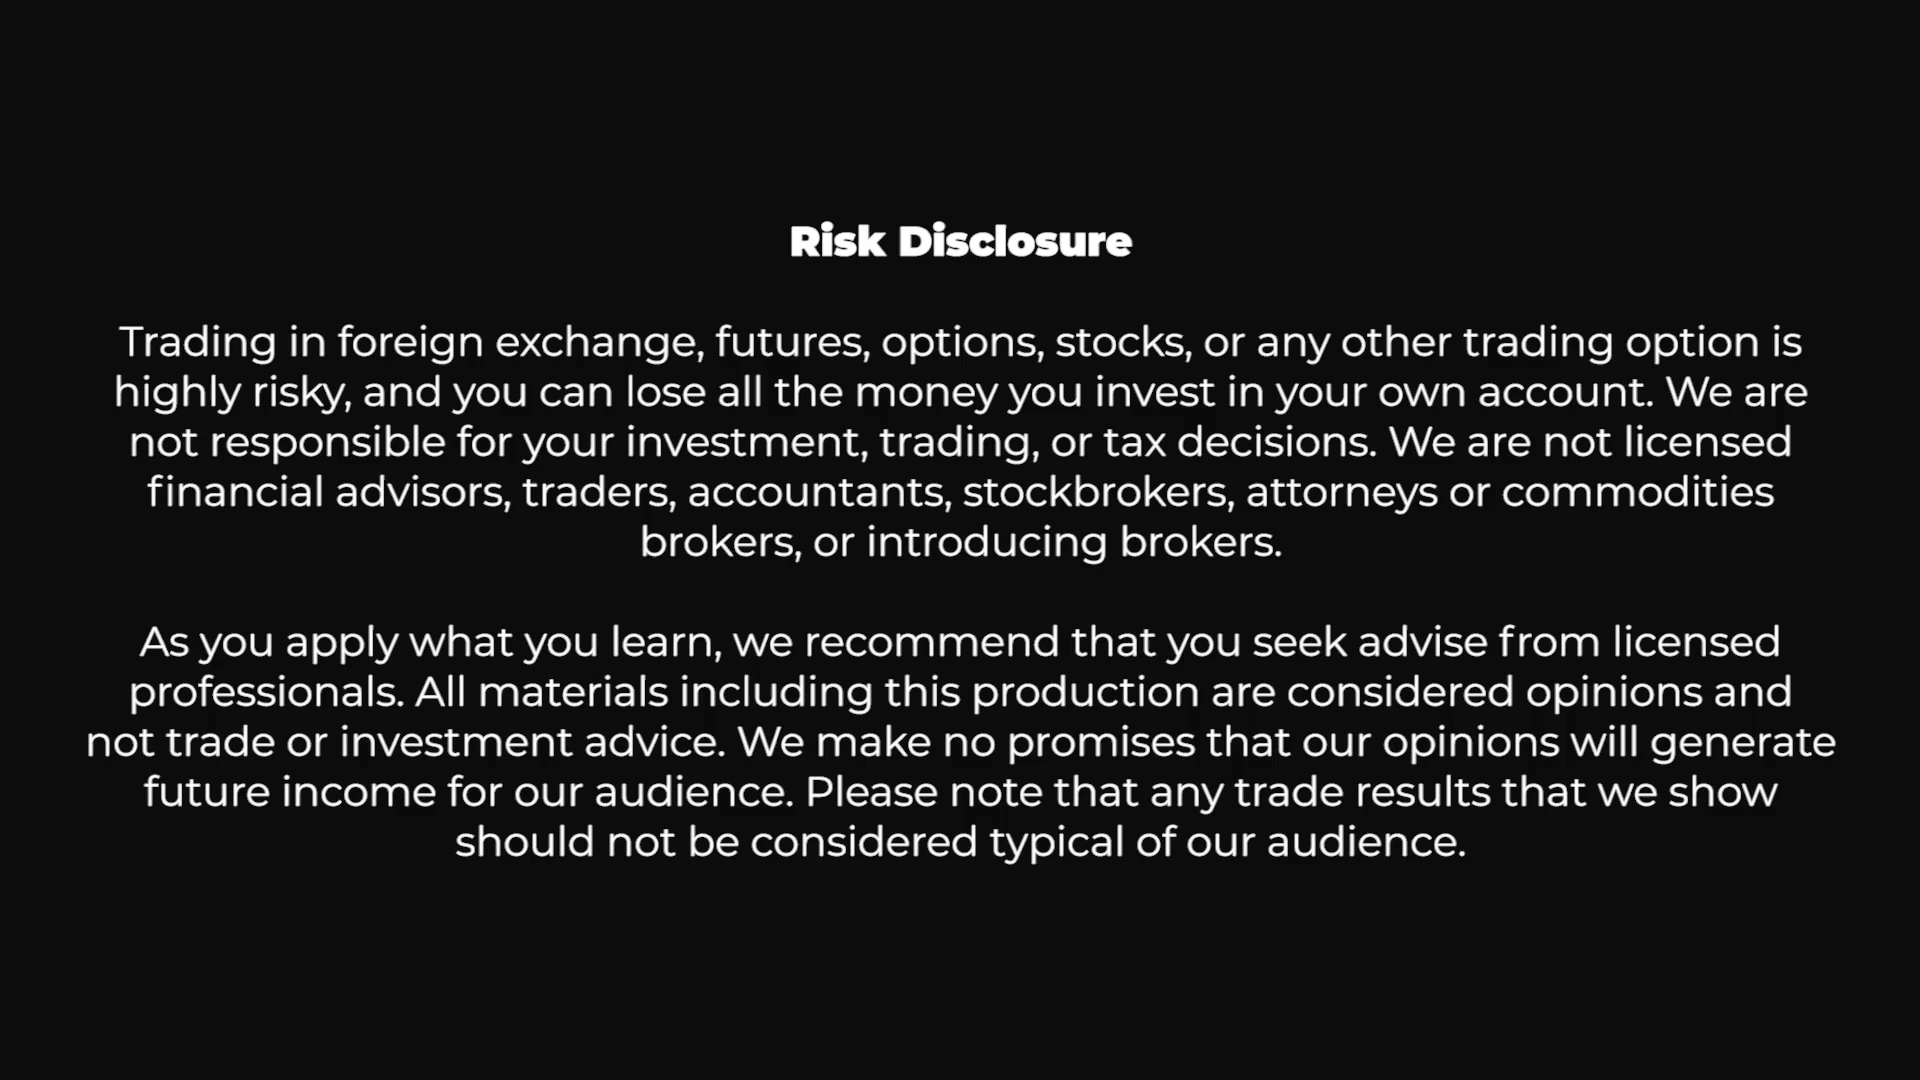 Risk Disclosure
Trading in foreign exchange, futures, options, stocks, or any other trading option is
highly risky, and you can lose all the money you invest in your own account. We are
not responsible for your investment, trading, or tax decisions. We are not licensed
financial advisors, traders, accountants, stockbrokers, attorneys or commodities
brokers, or introducing brokers.
As you apply what you learn, we recommend that you seek advise from licensed
professionals. All materials including this production are considered opinions and
not trade or investment advice. We make no promises that our opinions will generate
future income for our audience. Please note that any trade results that we show
should not be considered typical of our audience.